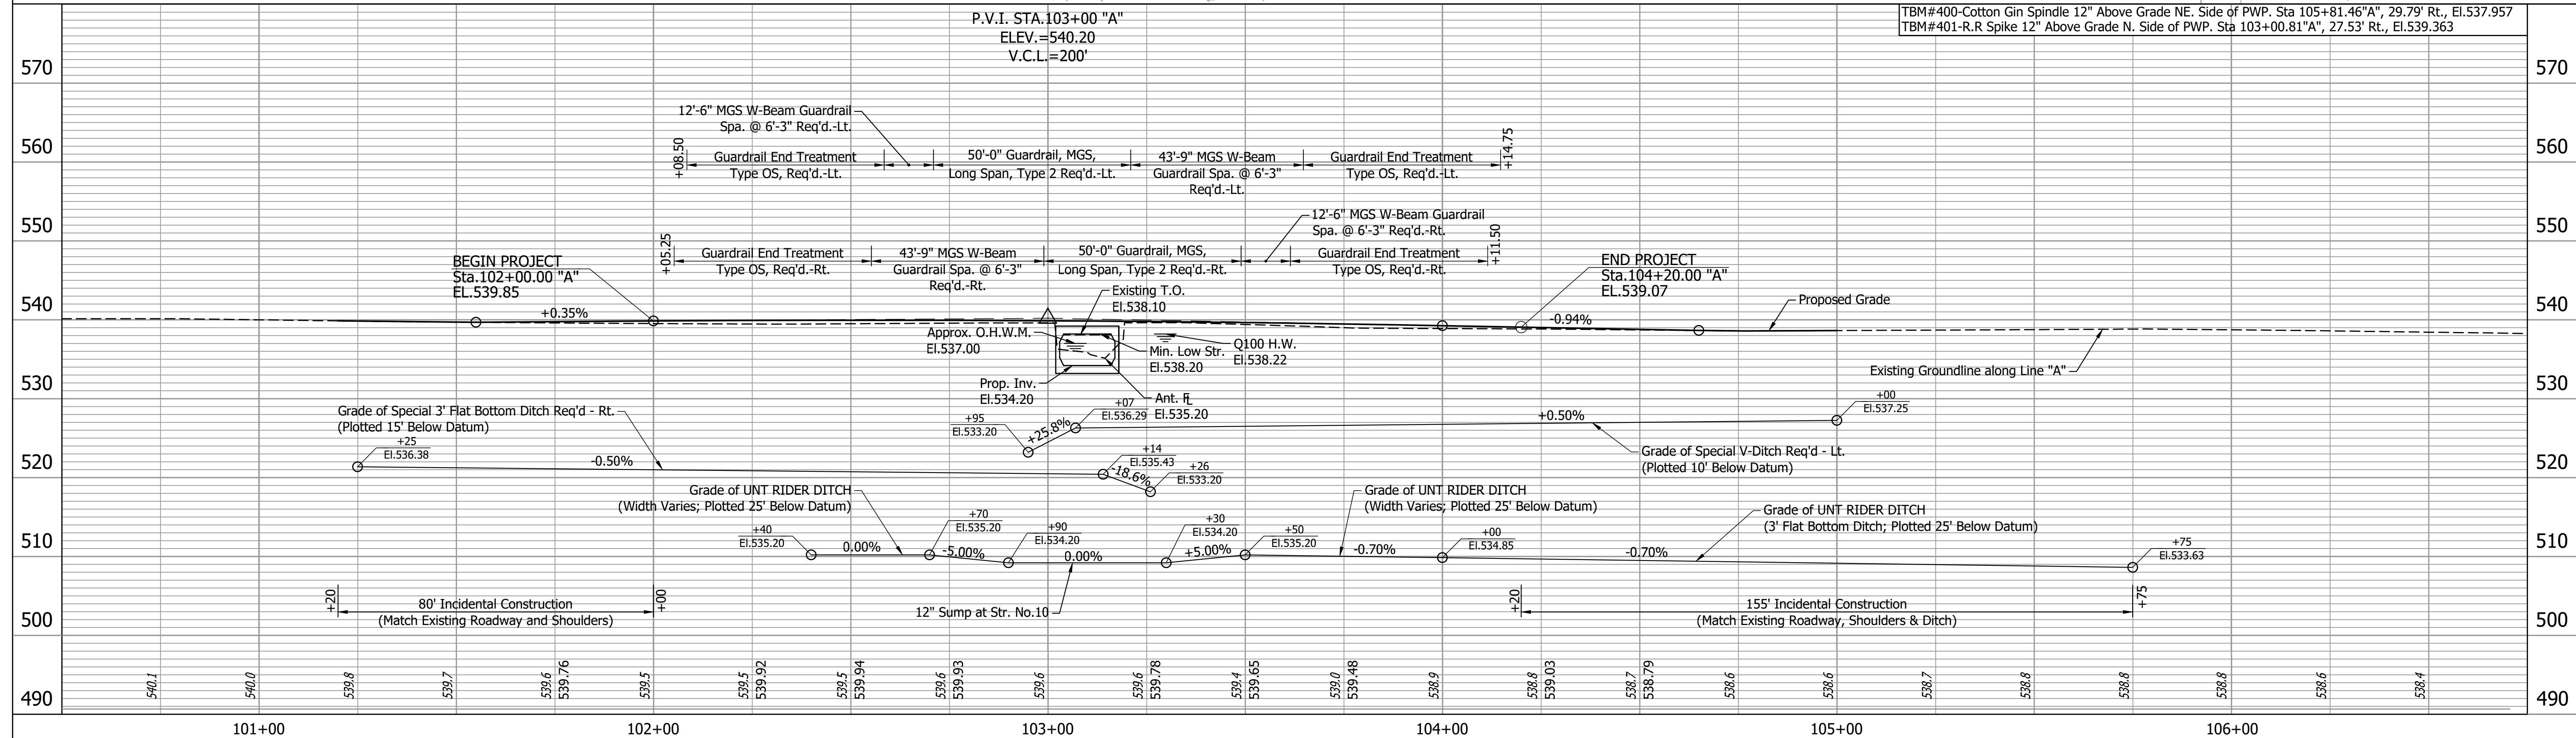 P.V.I. STA.103+00 "A"
ELEV.=540.20
V.C.L.=200'
TBM#400-Cotton Gin Spindle 12" Above Grade NE. Side of PWP. Sta 105+81.46"A", 29.79' Rt., El.537.957
TBM#401-R.R Spike 12" Above Grade N. Side of PWP. Sta 103+00.81"A", 27.53' Rt., El.539.363
570
570
12'-6" MGS W-Beam Guardrail
Spa. @ 6'-3" Req'd.-Lt.
560
560
+08.50
Guardrail End Treatment
Type OS, Req'd.-Lt.
50'-0" Guardrail, MGS,
Long Span, Type 2 Req'd.-Lt.
43'-9" MGS W-Beam
Guardrail Spa. @ 6'-3"
Req'd.-Lt.
Guardrail End Treatment
Type OS, Req'd.-Lt.
+14.75
550
550
12'-6" MGS W-Beam Guardrail
Spa. @ 6'-3" Req'd.-Rt.
+05.25
Guardrail End Treatment
Type OS, Req'd.-Rt.
43'-9" MGS W-Beam
Guardrail Spa. @ 6'-3"
Req'd.-Rt.
50'-0" Guardrail, MGS,
Long Span, Type 2 Req'd.-Rt.
Guardrail End Treatment
Type OS, Req'd.-Rt.
+11.50
BEGIN PROJECT
Sta.102+00.00 "A"
EL.539.85
END PROJECT
Sta.104+20.00 "A"
EL.539.07
540
540
+0.35%
Existing T.O.
El.538.10
-0.94%
Proposed Grade
Approx. O.H.W.M.
El.537.00
Min. Low Str.
El.538.20
Q100 H.W.
El.538.22
Existing Groundline along Line "A"
530
530
Prop. Inv.
El.534.20
Ant. FL
El.535.20
Grade of Special 3' Flat Bottom Ditch Req'd - Rt.
(Plotted 15' Below Datum)
+95
El.533.20
+25.8%
+07
El.536.29
+0.50%
+00
El.537.25
Grade of Special V-Ditch Req'd - Lt.
(Plotted 10' Below Datum)
520
520
+25
El.536.38
-0.50%
+14
El.535.43
-18.6%
+26
El.533.20
Grade of UNT RIDER DITCH
(Width Varies; Plotted 25' Below Datum)
Grade of UNT RIDER DITCH
(Width Varies; Plotted 25' Below Datum)
Grade of UNT RIDER DITCH
(3' Flat Bottom Ditch; Plotted 25' Below Datum)
510
510
+40
El.535.20
0.00%
+70
El.535.20
-5.00%
+90
El.534.20
0.00%
+30
El.534.20
+5.00%
+50
El.535.20
-0.70%
+00
El.534.85
-0.70%
+75
El.533.63
500
500
+20
80' Incidental Construction
(Match Existing Roadway and Shoulders)
+00
12" Sump at Str. No.10
+20
155' Incidental Construction
(Match Existing Roadway, Shoulders & Ditch)
+75
490
490
540.1
540.0
539.8
539.7
539.6
539.76
539.5
539.5
539.92
539.5
539.94
539.6
539.93
539.6
539.6
539.78
539.4
539.65
539.0
539.48
538.9
538.8
539.03
538.7
538.79
538.6
538.6
538.7
538.8
538.8
538.8
538.6
538.4
101+00
102+00
103+00
104+00
105+00
106+00